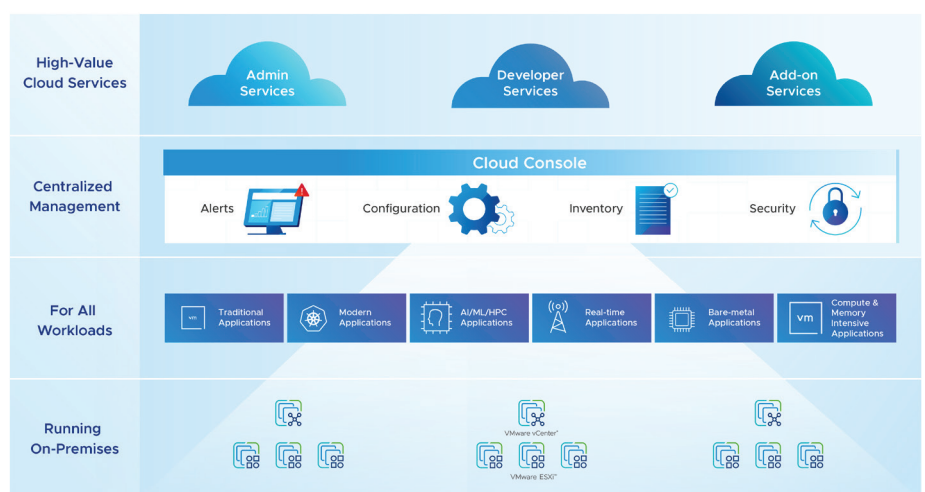 High-Value
Cloud Services
Admin
Services
Developer
Services
Add-on
Services
Centralized
Management
Cloud Console
Alerts
Configuration
Inventory
Security
For All
Workloads
vm
Traditional
Applications
Modern
Applications
AI/ML/HPC
Applications
Real-time
Applications
Bare-metal
Applications
vm
Compute &
Memory
Intensive
Applications
Running
On-Premises
VMware vCenter®
VMware ESXi™